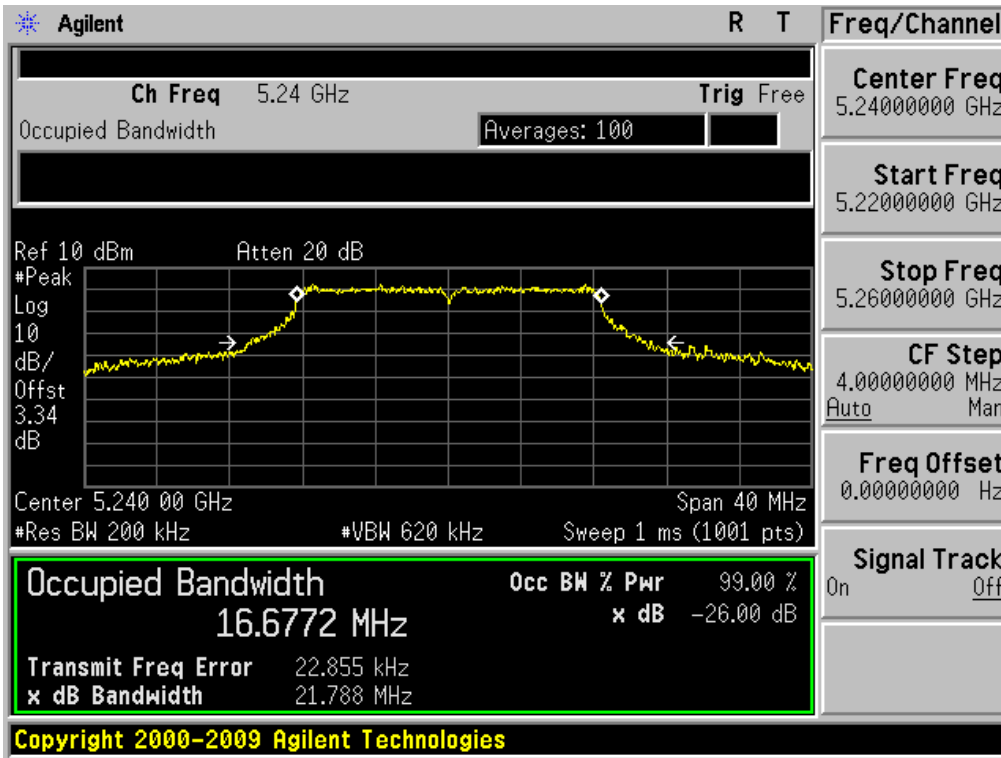 Agilent R T
Freq/Channel
Ch Freq 5.24 GHz Trig Free
Occupied Bandwidth Averages: 100
Center Freq
5.24000000 GHz
Start Freq
5.22000000 GHz
Stop Freq
5.26000000 GHz
CF Step
4.00000000 MHz
Auto Man
Freq Offset
0.00000000 Hz
Signal Track
On Off
Ref 10 dBm Atten 20 dB
#Peak
Log
10
dB/
Offst
3.34
dB
Center 5.240 00 GHz Span 40 MHz
#Res BW 200 kHz #VBW 620 kHz Sweep 1 ms (1001 pts)
Occupied Bandwidth Occ BW % Pwr 99.00 %
16.6772 MHz x dB -26.00 dB
Transmit Freq Error 22.855 kHz
x dB Bandwidth 21.788 MHz
Copyright 2000-2009 Agilent Technologies